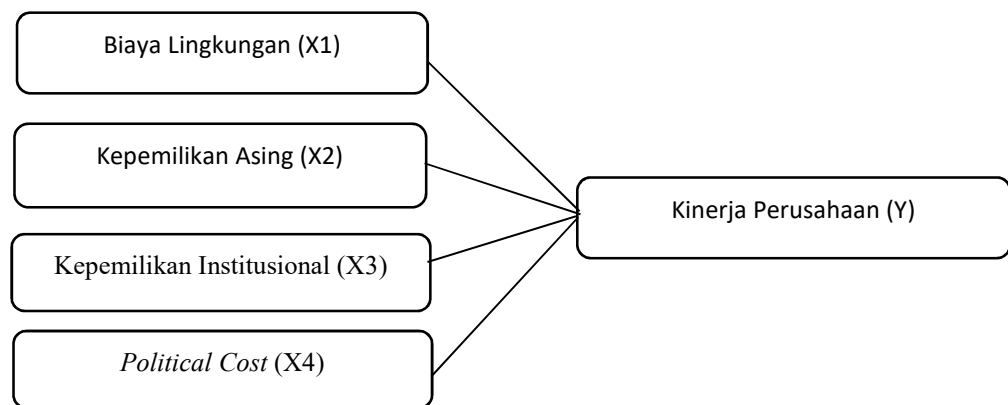 Biaya Lingkungan (X1)
Kepemilikan Asing (X2)
Kinerja Perusahaan (Y)
Kepemilikan Institusional (X3)
Political Cost (X4)